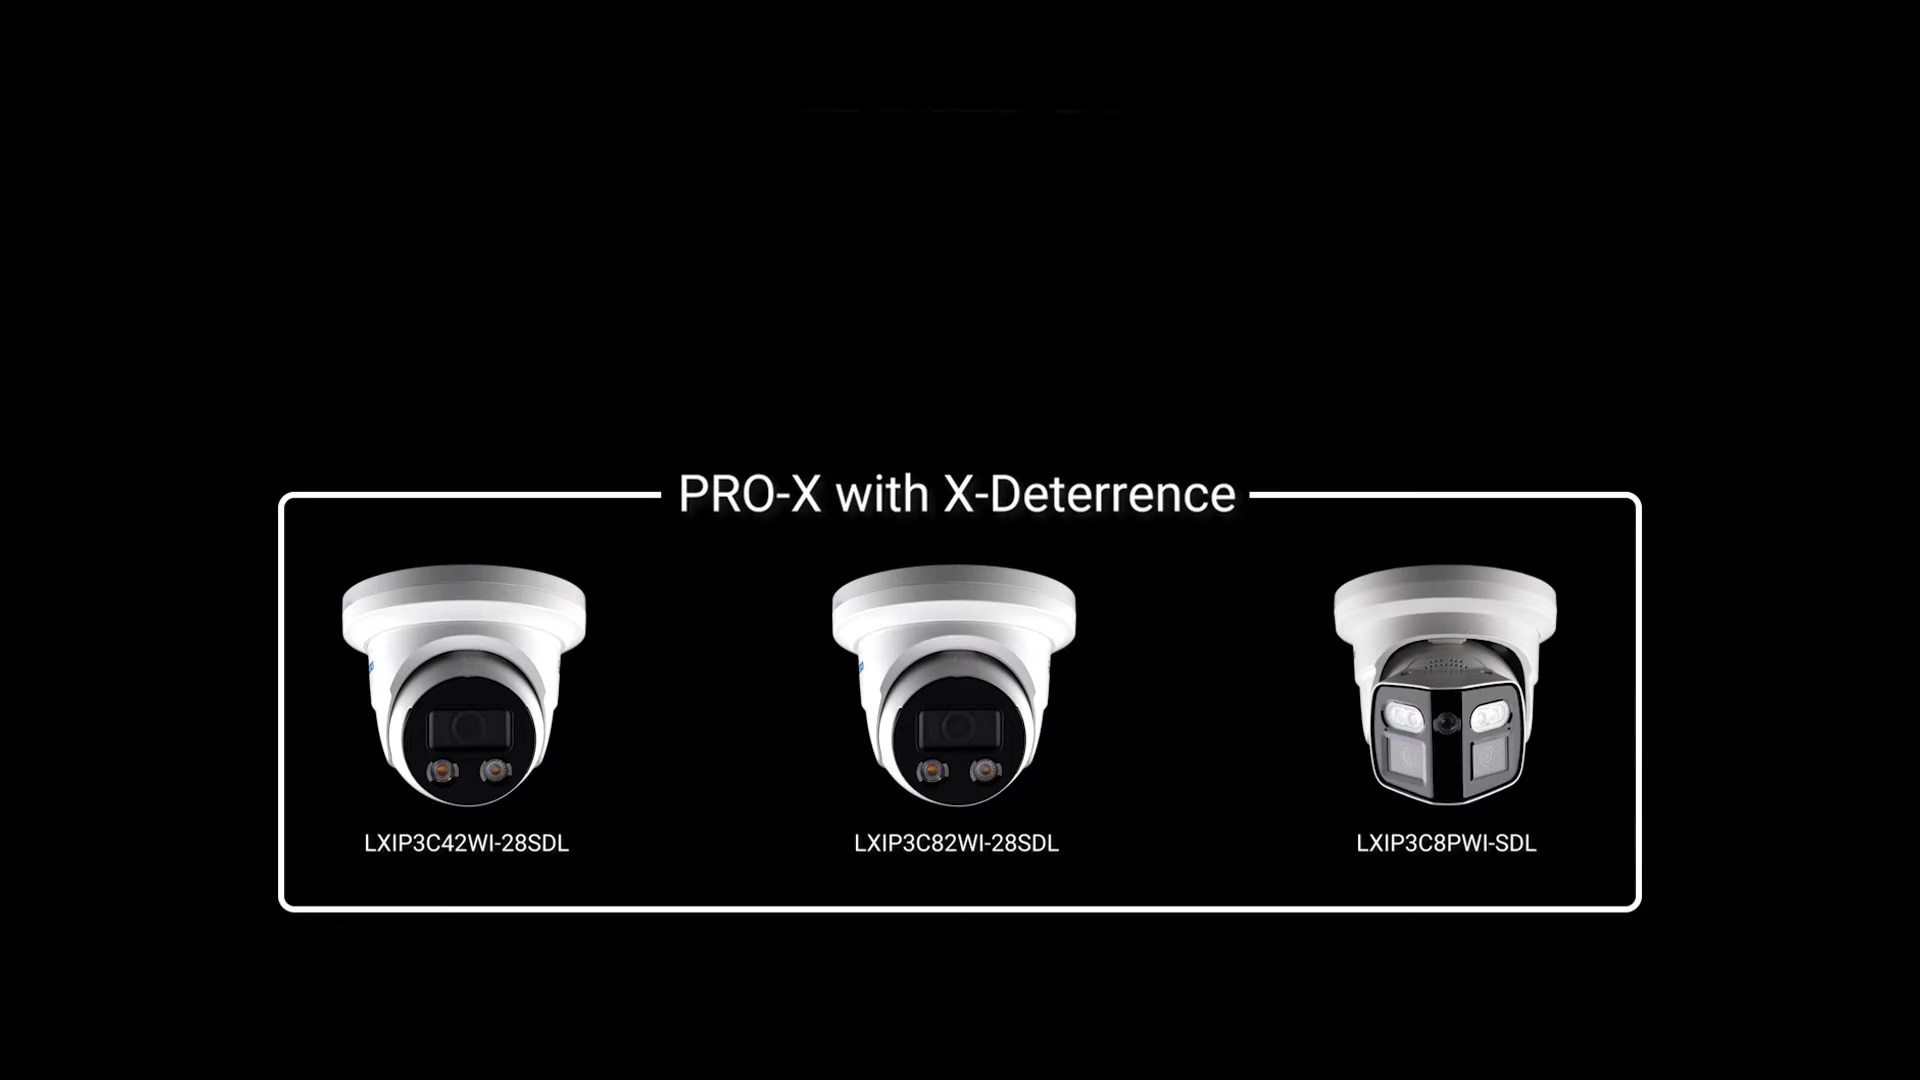 PRO-X with X-Deterrence
LXIP3C42WI-28SDL
LXIP3C82WI-28SDL
LXIP3C8PWI-SDL